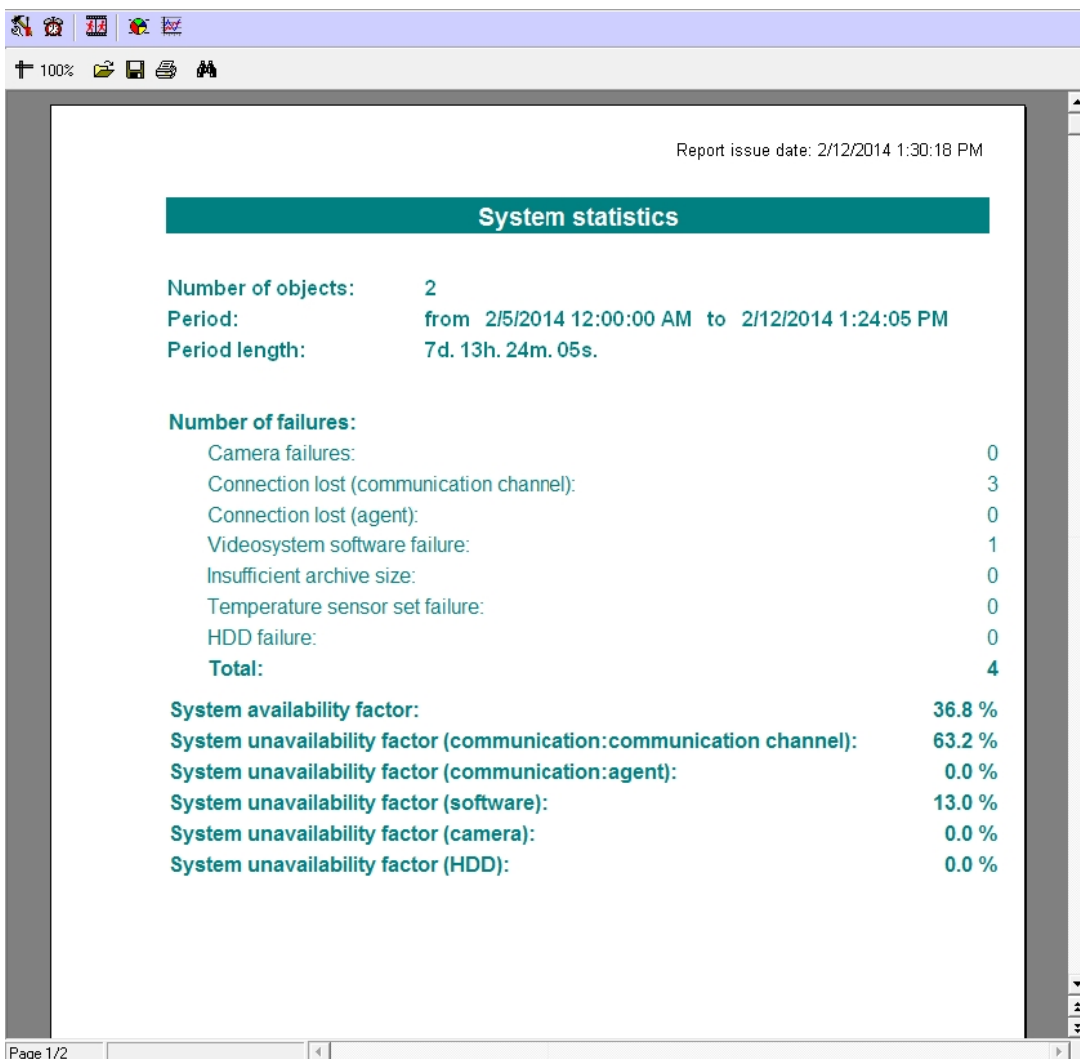 100%
Report issue date: 2/12/2014 1:30:18 PM
System statistics
Number of objects: 2
Period: from 2/5/2014 12:00:00 AM to 2/12/2014 1:24:05 PM
Period length: 7d. 13h. 24m. 05s.
Number of failures:
Camera failures: 0
Connection lost (communication channel): 3
Connection lost (agent): 0
Videosystem software failure: 1
Insufficient archive size: 0
Temperature sensor set failure: 0
HDD failure: 0
Total: 4
System availability factor: 36.8 %
System unavailability factor (communication:communication channel): 63.2 %
System unavailability factor (communication:agent): 0.0 %
System unavailability factor (software): 13.0 %
System unavailability factor (camera): 0.0 %
System unavailability factor (HDD): 0.0 %
Page 1/2